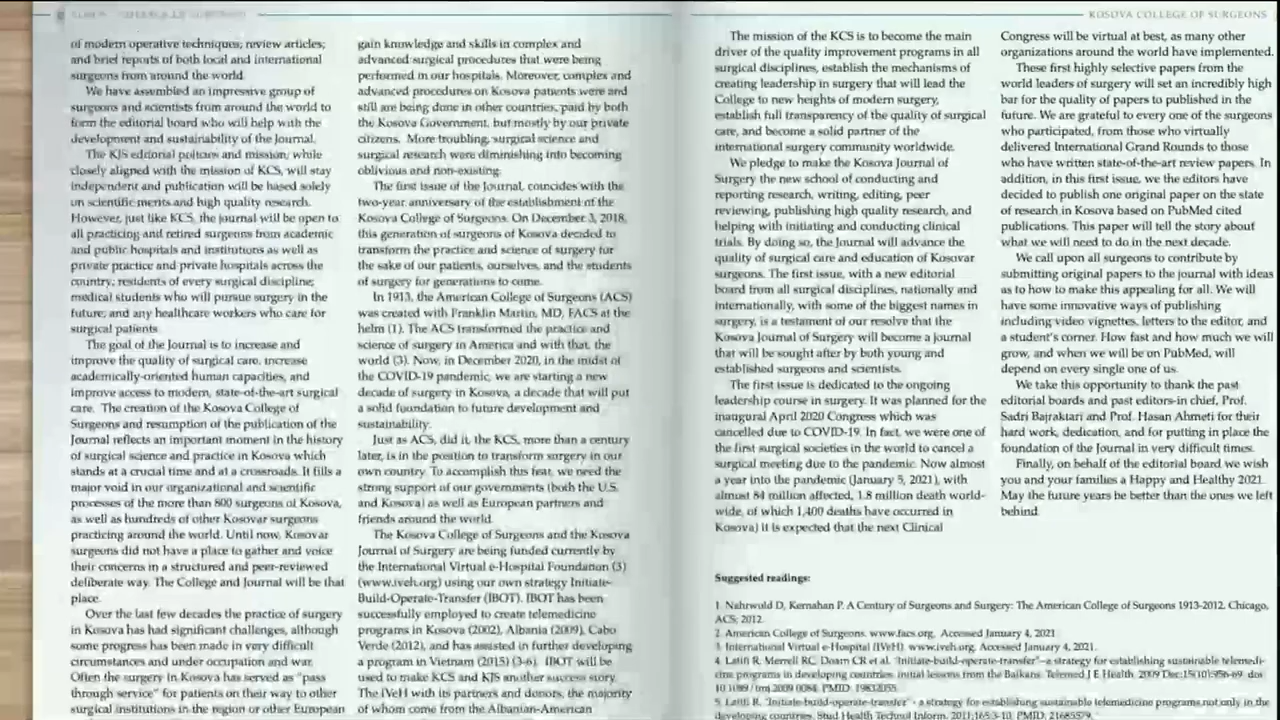 KOSOVA COLLEGE OF SURGEONS
of modern operative techniques; review articles;
and brief reports of both local and international
surgeons from around the world.
We have assembled an impressive group of
surgeons and scientists from around the world to
form the editorial board who will help with the
development and sustainability of the Journal.
The KJS editorial policies and mission, while
closely aligned with the mission of KCS, will stay
independent and publication will be based solely
on scientific merits and high quality research.
However, just like KCS, the journal will be open to
all practicing and retired surgeons from academic
and public hospitals and institutions as well as
private practice and private hospitals across the
country; residents of every surgical discipline;
medical students who will pursue surgery in the
future; and any healthcare workers who care for
surgical patients.
The goal of the Journal is to increase and
improve the quality of surgical care, increase
academically-oriented human capacities, and
improve access to modern, state-of-the-art surgical
care. The creation of the Kosova College of
Surgeons and resumption of the publication of the
Journal reflects an important moment in the history
of surgical science and practice in Kosova which
stands at a crucial time and at a crossroads. It fills a
major void in our organizational and scientific
processes of the more than 800 surgeons of Kosova,
as well as hundreds of other Kosovar surgeons
practicing around the world. Until now, Kosovar
surgeons did not have a place to gather and voice
their concerns in a structured and peer-reviewed
deliberate way. The College and Journal will be that
place.
Over the last few decades the practice of surgery
in Kosova has had significant challenges, although
some progress has been made in very difficult
circumstances and under occupation and war.
Often the surgery in Kosova has served as "pass
through service" for patients on their way to other
surgical institutions in the region or other European
gain knowledge and skills in complex and
advanced surgical procedures that were being
performed in our hospitals. Moreover, complex and
advanced procedures on Kosova patients were and
still are being done in other countries, paid by both
the Kosova Government, but mostly by our private
citizens. More troubling, surgical science and
surgical research were diminishing into becoming
oblivious and non-existing.
The first issue of the Journal, coincides with the
two-year anniversary of the establishment of the
Kosova College of Surgeons. On December 3, 2018,
this generation of surgeons of Kosova decided to
transform the practice and science of surgery for
the sake of our patients, ourselves, and the students
of surgery for generations to come.
In 1913, the American College of Surgeons (ACS)
was created with Franklin Martin, MD, FACS at the
helm (1). The ACS transformed the practice and
science of surgery in America and with that, the
world (3). Now, in December 2020, in the midst of
the COVID-19 pandemic, we are starting a new
decade of surgery in Kosova, a decade that will put
a solid foundation to future development and
sustainability.
Just as ACS, did it, the KCS, more than a century
later, is in the position to transform surgery in our
own country. To accomplish this feat, we need the
strong support of our governments (both the U.S.
and Kosova) as well as European partners and
friends around the world.
The Kosova College of Surgeons and the Kosova
Journal of Surgery are being funded currently by
the International Virtual e-Hospital Foundation (3)
(www.iveh.org) using our own strategy Initiate-
Build-Operate-Transfer (IBOT). IBOT has been
successfully employed to create telemedicine
programs in Kosova (2002), Albania (2009), Cabo
Verde (2012), and has assisted in further developing
a program in Vietnam (2015) (3-6). IBOT will be
used to make KCS and KJS another success story.
The IVeH with its partners and donors, the majority
of whom come from the Albanian-American
The mission of the KCS is to become the main
driver of the quality improvement programs in all
surgical disciplines, establish the mechanisms of
creating leadership in surgery that will lead the
College to new heights of modern surgery,
establish full transparency of the quality of surgical
care, and become a solid partner of the
international surgery community worldwide.
We pledge to make the Kosova Journal of
Surgery the new school of conducting and
reporting research, writing, editing, peer
reviewing, publishing high quality research, and
helping with initiating and conducting clinical
trials. By doing so, the Journal will advance the
quality of surgical care and education of Kosovar
surgeons. The first issue, with a new editorial
board from all surgical disciplines, nationally and
internationally, with some of the biggest names in
surgery, is a testament of our resolve that the
Kosova Journal of Surgery will become a journal
that will be sought after by both young and
established surgeons and scientists.
The first issue is dedicated to the ongoing
leadership course in surgery. It was planned for the
inaugural April 2020 Congress which was
cancelled due to COVID-19. In fact, we were one of
the first surgical societies in the world to cancel a
surgical meeting due to the pandemic. Now almost
a year into the pandemic (January 5, 2021), with
almost 84 million affected, 1.8 million death world-
wide, of which 1,400 deaths have occurred in
Kosova) it is expected that the next Clinical
Congress will be virtual at best, as many other
organizations around the world have implemented.
These first highly selective papers from the
world leaders of surgery will set an incredibly high
bar for the quality of papers to published in the
future. We are grateful to every one of the surgeons
who participated, from those who virtually
delivered International Grand Rounds to those
who have written state-of-the-art review papers. In
addition, in this first issue, we the editors have
decided to publish one original paper on the state
of research in Kosova based on PubMed cited
publications. This paper will tell the story about
what we will need to do in the next decade.
We call upon all surgeons to contribute by
submitting original papers to the journal with ideas
as to how to make this appealing for all. We will
have some innovative ways of publishing
including video vignettes, letters to the editor, and
a student's corner. How fast and how much we will
grow, and when we will be on PubMed, will
depend on every single one of us.
We take this opportunity to thank the past
editorial boards and past editors-in chief, Prof.
Sadri Bajraktari and Prof. Hasan Ahmeti for their
hard work, dedication, and for putting in place the
foundation of the Journal in very difficult times.
Finally, on behalf of the editorial board we wish
you and your families a Happy and Healthy 2021.
May the future years be better than the ones we left
behind.
Suggested readings:
1. Nahrwold D, Kernahan P. A Century of Surgeons and Surgery: The American College of Surgeons 1913-2012. Chicago,
ACS; 2012.
2. American College of Surgeons. www.facs.org. Accessed January 4, 2021
3. International Virtual e-Hospital (IVeH). www.iveh.org. Accessed January 4, 2021.
4. Latifi R, Merrell RC, Doarn CR et al. "Initiate-build-operate-transfer"--a strategy for establishing sustainable telemedi-
cine programs in developing countries: initial lessons from the Balkans. Telemed J E Health. 2009 Dec;15(10):956-69. doi:
10.1089/tmj.2009.0084. PMID: 19832055.
5. Latifi R. "Initiate-build-operate-transfer" - a strategy for establishing sustainable telemedicine programs not only in the
developing countries. Stud Health Technol Inform. 2011;165:3-10. PMID: 21685579.